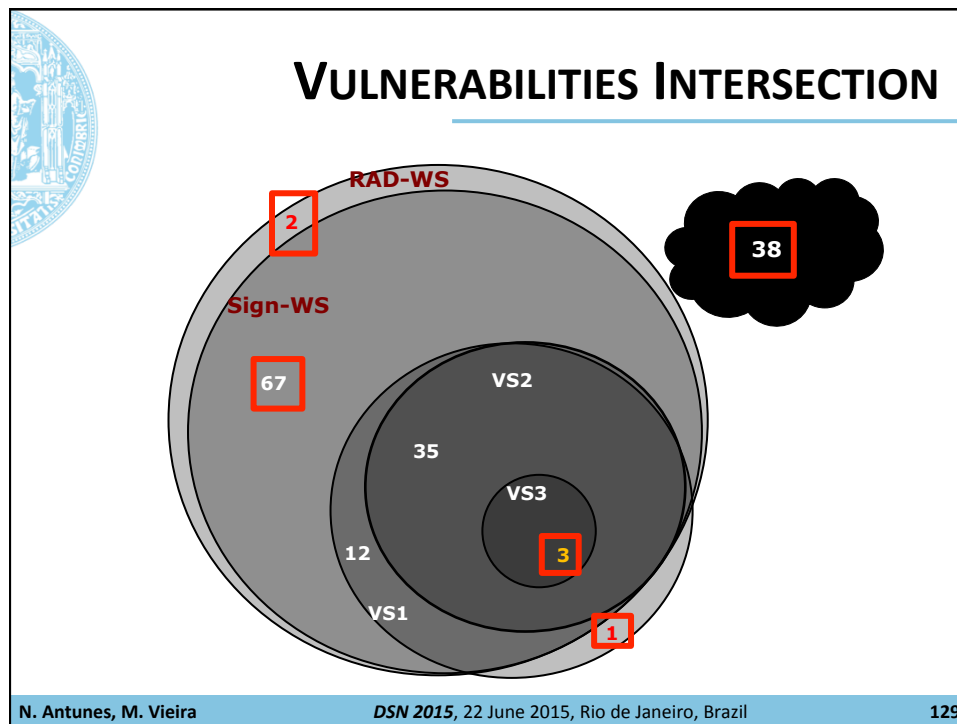 VULNERABILITIES INTERSECTION
RAD-WS
2
38
Sign-WS
67
VS2
35
VS3
12
3
VS1
1
N. Antunes, M. Vieira
DSN 2015, 22 June 2015, Rio de Janeiro, Brazil
129